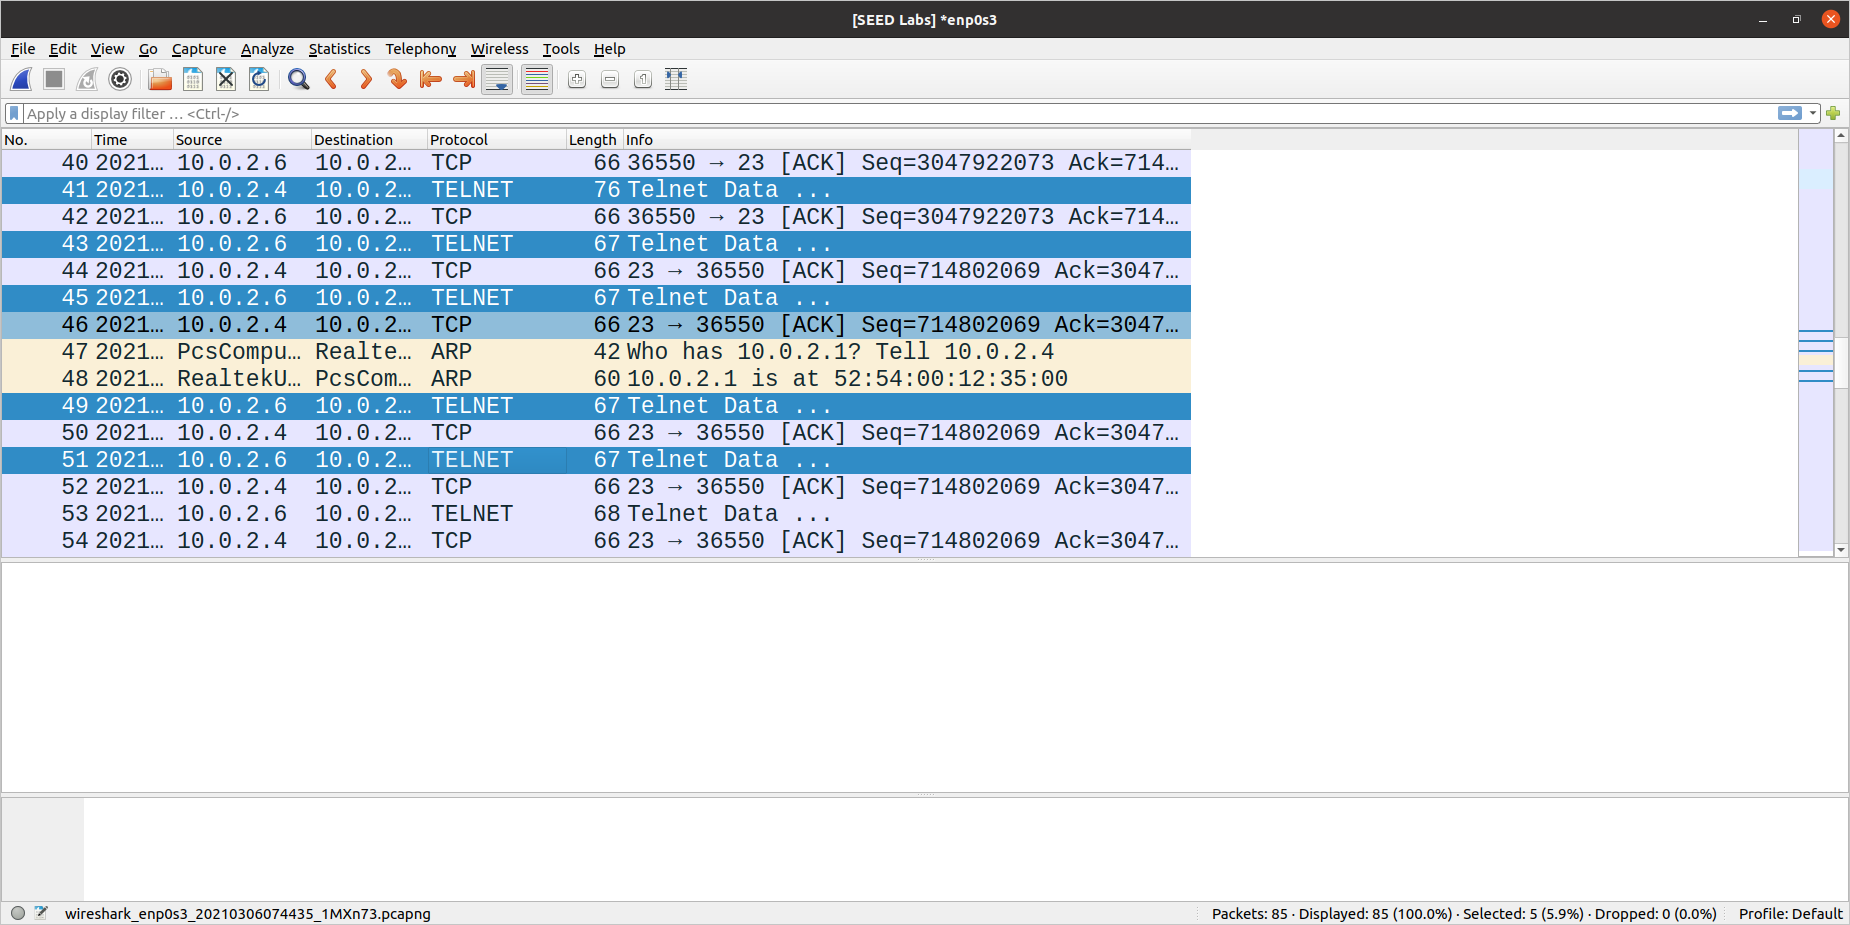 [SEED Labs] *enp0s3
File Edit View Go Capture Analyze Statistics Telephony Wireless Tools Help
Apply a display filter … <Ctrl-/>
No. Time Source Destination Protocol Length Info
40 2021… 10.0.2.6 10.0.2… TCP 66 36550 → 23 [ACK] Seq=3047922073 Ack=714…
41 2021… 10.0.2.4 10.0.2… TELNET 76 Telnet Data ...
42 2021… 10.0.2.6 10.0.2… TCP 66 36550 → 23 [ACK] Seq=3047922073 Ack=714…
43 2021… 10.0.2.6 10.0.2… TELNET 67 Telnet Data ...
44 2021… 10.0.2.4 10.0.2… TCP 66 23 → 36550 [ACK] Seq=714802069 Ack=3047…
45 2021… 10.0.2.6 10.0.2… TELNET 67 Telnet Data ...
46 2021… 10.0.2.4 10.0.2… TCP 66 23 → 36550 [ACK] Seq=714802069 Ack=3047…
47 2021… PcsCompu… Realte… ARP 42 Who has 10.0.2.1? Tell 10.0.2.4
48 2021… RealtekU… PcsCom… ARP 60 10.0.2.1 is at 52:54:00:12:35:00
49 2021… 10.0.2.6 10.0.2… TELNET 67 Telnet Data ...
50 2021… 10.0.2.4 10.0.2… TCP 66 23 → 36550 [ACK] Seq=714802069 Ack=3047…
51 2021… 10.0.2.6 10.0.2… TELNET 67 Telnet Data ...
52 2021… 10.0.2.4 10.0.2… TCP 66 23 → 36550 [ACK] Seq=714802069 Ack=3047…
53 2021… 10.0.2.6 10.0.2… TELNET 68 Telnet Data ...
54 2021… 10.0.2.4 10.0.2… TCP 66 23 → 36550 [ACK] Seq=714802069 Ack=3047…
wireshark_enp0s3_20210306074435_1MXn73.pcapng Packets: 85 · Displayed: 85 (100.0%) · Selected: 5 (5.9%) · Dropped: 0 (0.0%) Profile: Default